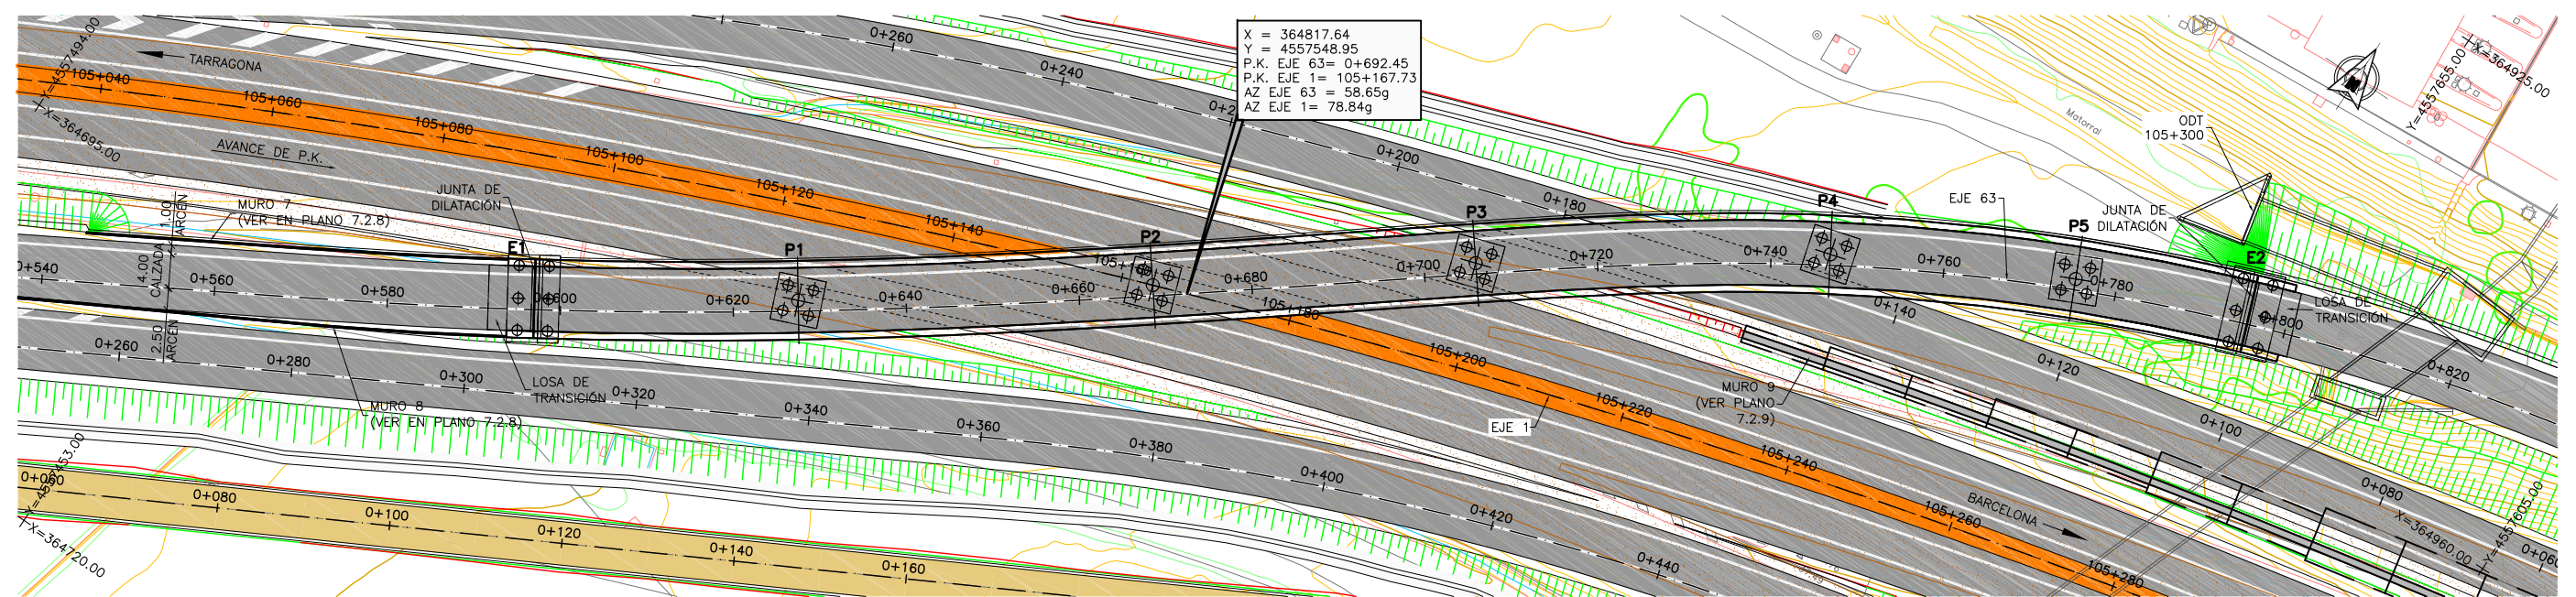 X = 364817.64
Y = 4557548.95
P.K. EJE 63= 0+692.45
P.K. EJE 1= 105+167.73
AZ EJE 63 = 58.65g
AZ EJE 1= 78.84g
Y=4557494.00
X=364695.00
TARRAGONA
AVANCE DE P.K.
105+040
105+060
105+080
105+100
105+120
105+140
105+180
105+200
105+220
105+240
105+260
105+280
0+260
0+240
0+200
0+180
0+140
0+120
0+100
0+080
JUNTA DE
DILATACIÓN
MURO 7
(VER EN PLANO 7.2.8)
1.00
ARCÉN
4.00
CALZADA
2.50
ARCÉN
E1
P1
P2
P3
P4
P5
E2
0+540
0+560
0+580
0+600
0+620
0+640
0+660
0+680
0+700
0+720
0+740
0+760
0+780
0+800
0+820
EJE 63
JUNTA DE
DILATACIÓN
ODT
105+300
Matorral
X=364925.00
Y=4557655.00
LOSA DE
TRANSICIÓN
0+260
0+280
0+300
0+320
0+340
0+360
0+380
0+400
0+420
0+440
LOSA DE
TRANSICIÓN
MURO 8
(VER EN PLANO 7.2.8)
EJE 1
MURO 9
(VER PLANO
7.2.9)
BARCELONA
X=364960.00
Y=4557605.00
X=364720.00
0+060
0+080
0+100
0+120
0+140
0+160